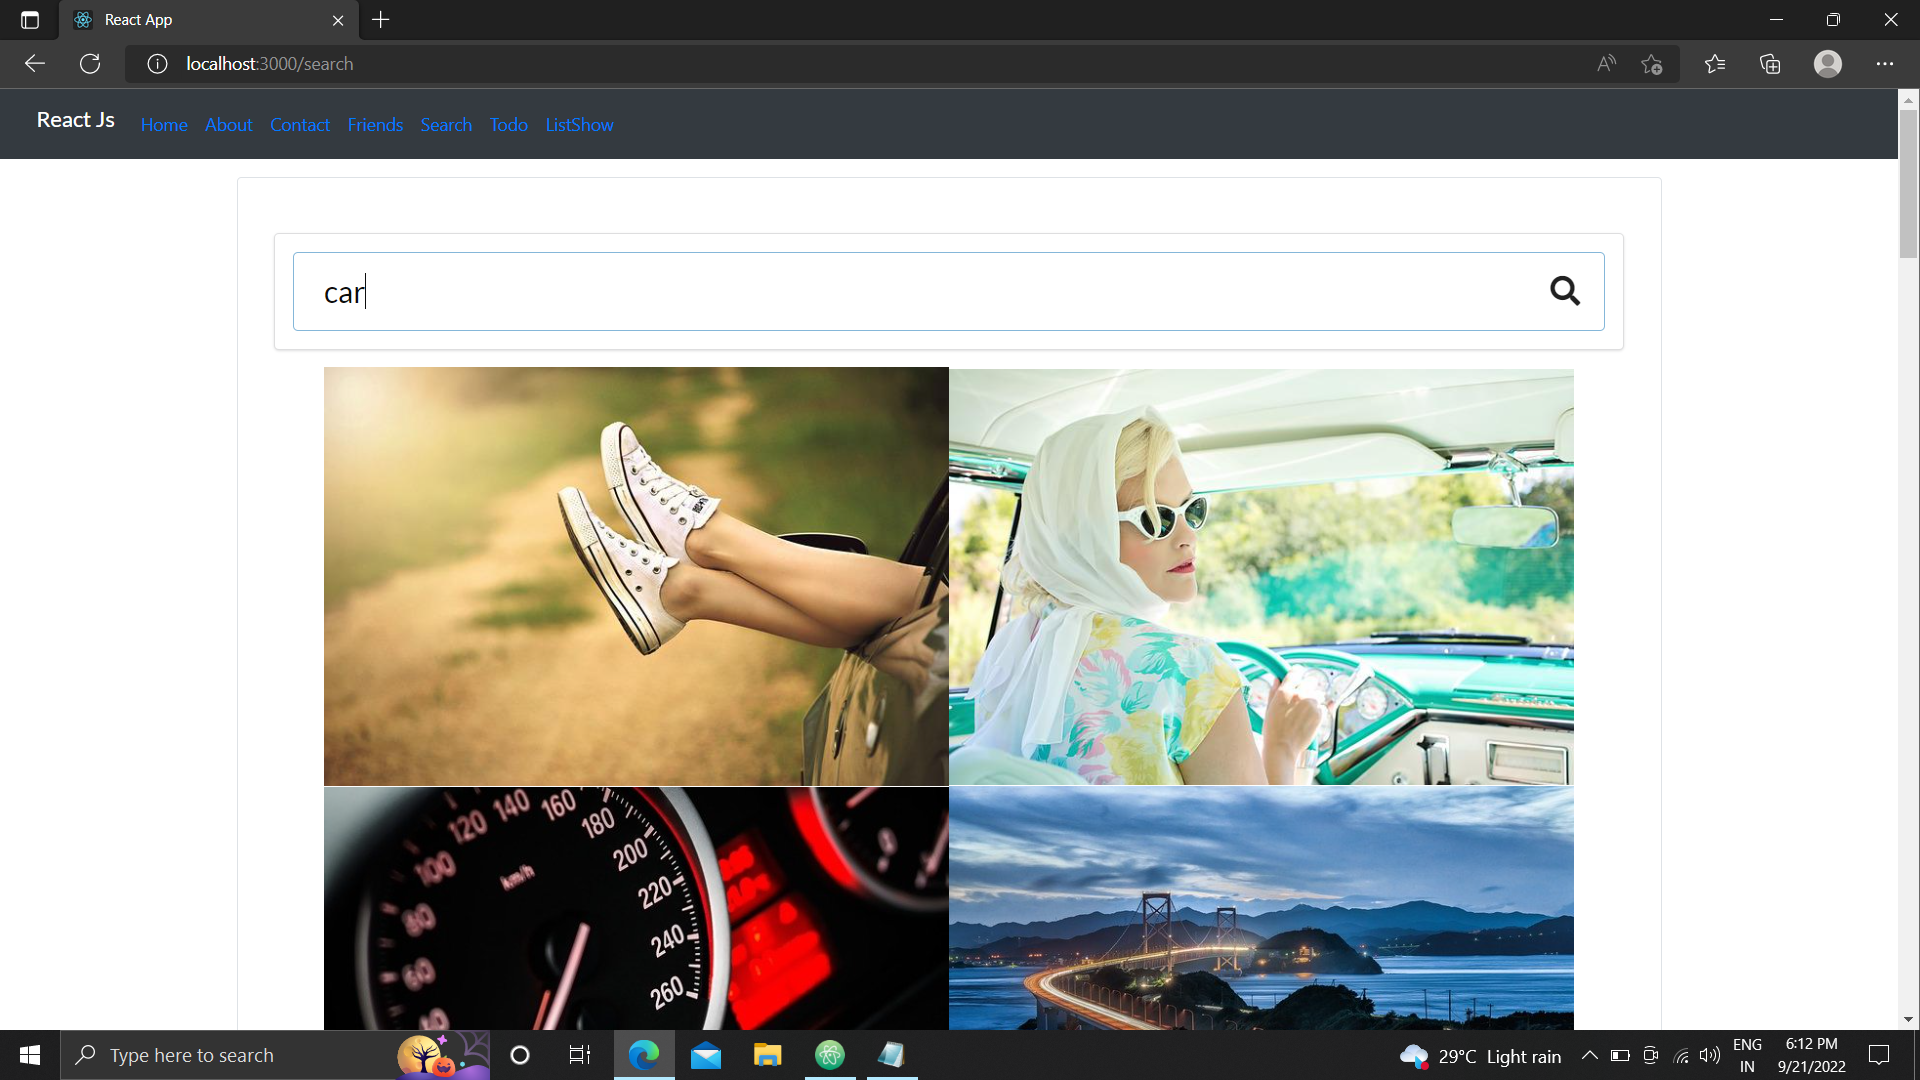 React App
localhost:3000/search
React Js Home About Contact Friends Search Todo ListShow
car
120 140 160 180
100 200
80 km/h 220
60 240
260
Type here to search
29°C Light rain
ENG
IN
6:12 PM
9/21/2022